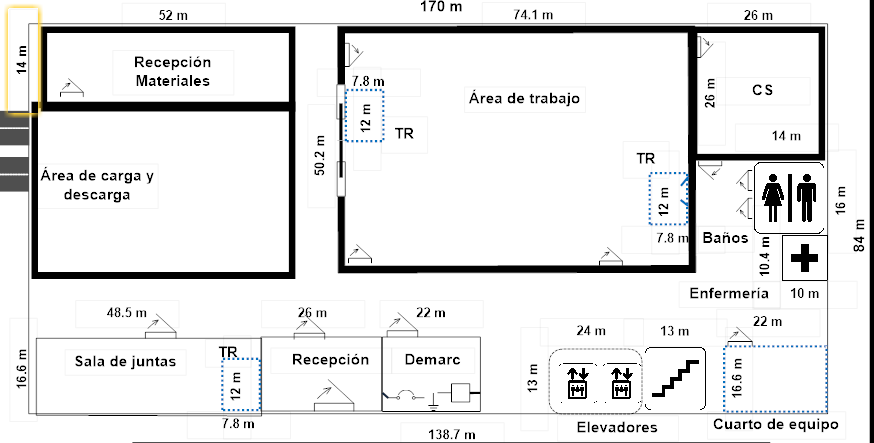 170 m
52 m
74.1 m
26 m
14 m
Recepción
Materiales
7.8 m
12 m
TR
Área de trabajo
26 m
CS
14 m
50.2 m
TR
12 m
7.8 m
Área de carga y
descarga
16 m
84 m
Baños
10.4 m
Enfermería
10 m
48.5 m
26 m
22 m
24 m
13 m
22 m
16.6 m
Sala de juntas
TR
12 m
7.8 m
Recepción
Demarc
13 m
Elevadores
16.6 m
Cuarto de equipo
138.7 m